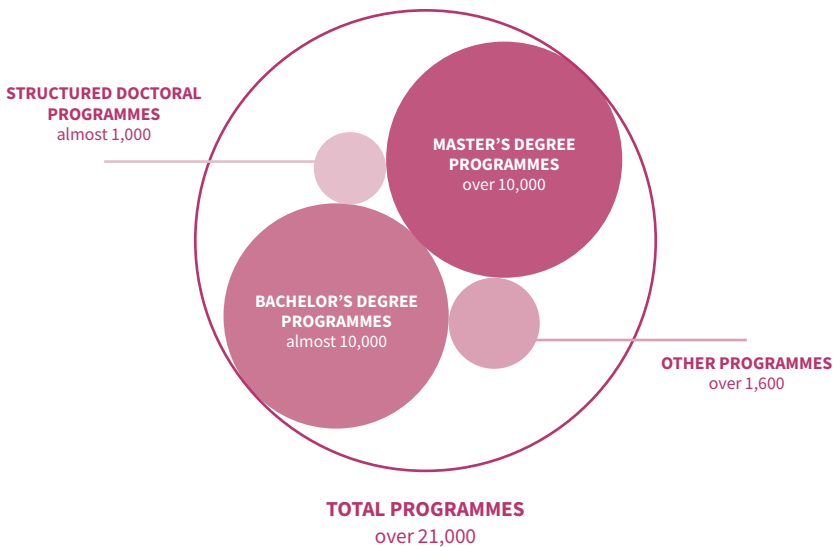 STRUCTURED DOCTORAL
PROGRAMMES
almost 1,000
MASTER’S DEGREE
PROGRAMMES
over 10,000
BACHELOR’S DEGREE
PROGRAMMES
almost 10,000
OTHER PROGRAMMES
over 1,600
TOTAL PROGRAMMES
over 21,000